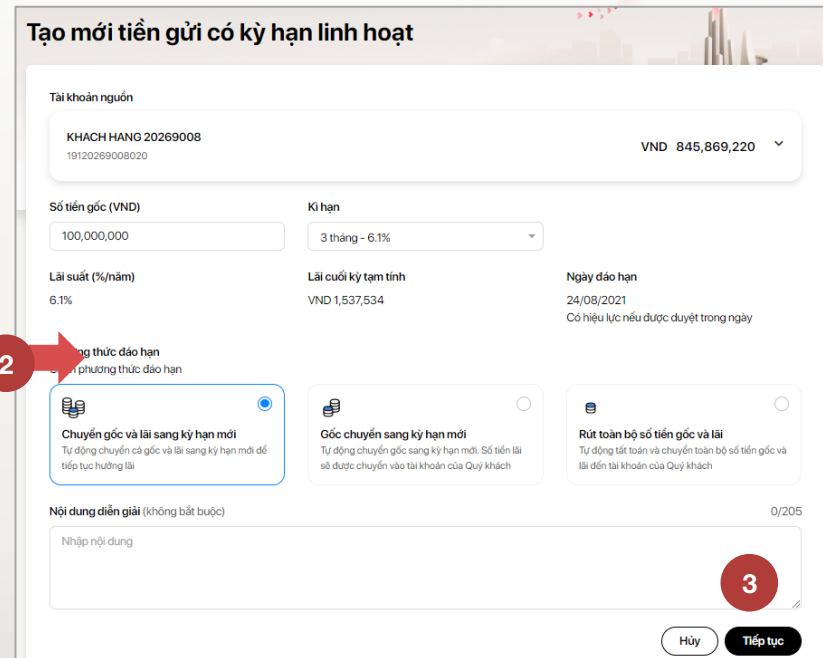 Tạo mới tiền gửi có kỳ hạn linh hoạt
Tài khoản nguồn
KHACH HANG 20269008
19120269008020
VND 845,869,220
Số tiền gốc (VND)
Kì hạn
100,000,000
3 tháng - 6.1%
Lãi suất (%/năm)
Lãi cuối kỳ tạm tính
Ngày đáo hạn
6.1%
VND 1,537,534
24/08/2021
Có hiệu lực nếu được duyệt trong ngày
2
thức đáo hạn
phương thức đáo hạn
Chuyển gốc và lãi sang kỳ hạn mới
Tự động chuyển cả gốc và lãi sang kỳ hạn mới để
tiếp tục hưởng lãi
Gốc chuyển sang kỳ hạn mới
Tự động chuyển gốc sang kỳ hạn mới. Số tiền lãi
sẽ được chuyển vào tài khoản của Quý khách
Rút toàn bộ số tiền gốc và lãi
Tự động tất toán và chuyển toàn bộ số tiền gốc và
lãi đến tài khoản của Quý khách
Nội dung diễn giải (không bắt buộc)
0/205
Nhập nội dung
3
Hủy
Tiếp tục